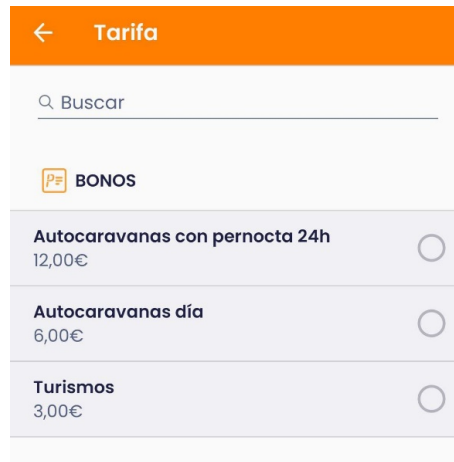 Tarifa
Buscar
P= BONOS
Autocaravanas con pernocta 24h
12,00€
Autocaravanas día
6,00€
Turismos
3,00€